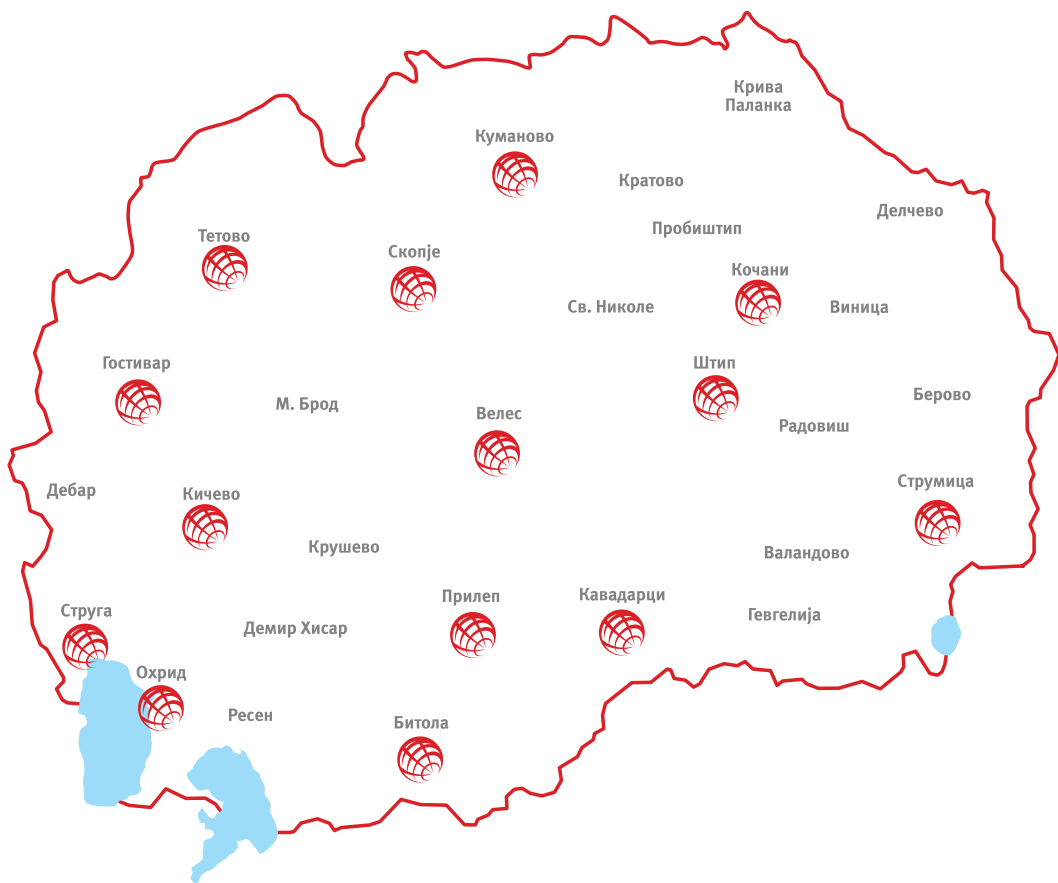 Крива
Паланка
Куманово
Кратово
Делчево
Пробиштип
Тетово
Скопје
Кочани
Св. Николе
Виница
Гостивар
Штип
М. Брод
Берово
Велес
Радовиш
Дебар
Кичево
Струмица
Крушево
Валандово
Струга
Прилеп
Кавадарци
Гевгелија
Демир Хисар
Охрид
Ресен
Битола